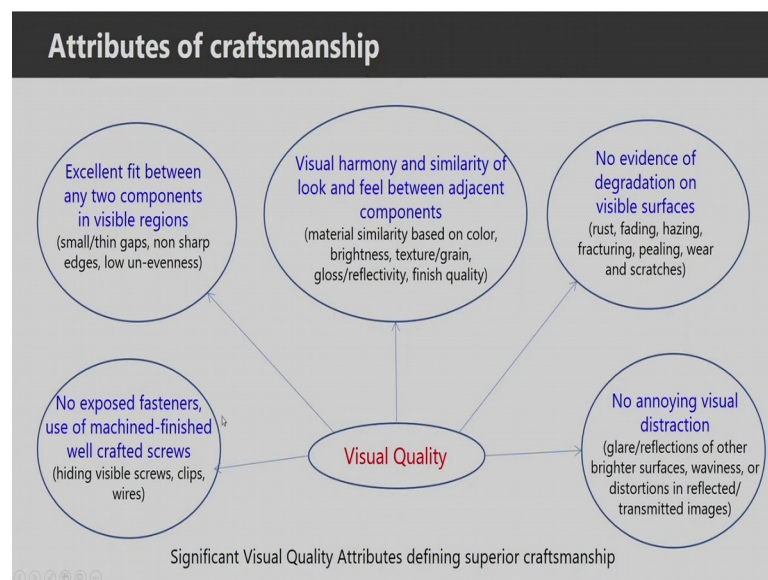 Attributes of craftsmanship
Excellent fit between
any two components
in visible regions
(small/thin gaps, non sharp
edges, low un-evenness)
Visual harmony and similarity of
look and feel between adjacent
components
(material similarity based on color,
brightness, texture/grain,
gloss/reflectivity, finish quality)
No evidence of
degradation on
visible surfaces
(rust, fading, hazing,
fracturing, pealing, wear
and scratches)
No exposed fasteners,
use of machined-finished
well crafted screws
(hiding visible screws, clips,
wires)
Visual Quality
No annoying visual
distraction
(glare/reflections of other
brighter surfaces, waviness, or
distortions in reflected/
transmitted images)
Significant Visual Quality Attributes defining superior craftsmanship